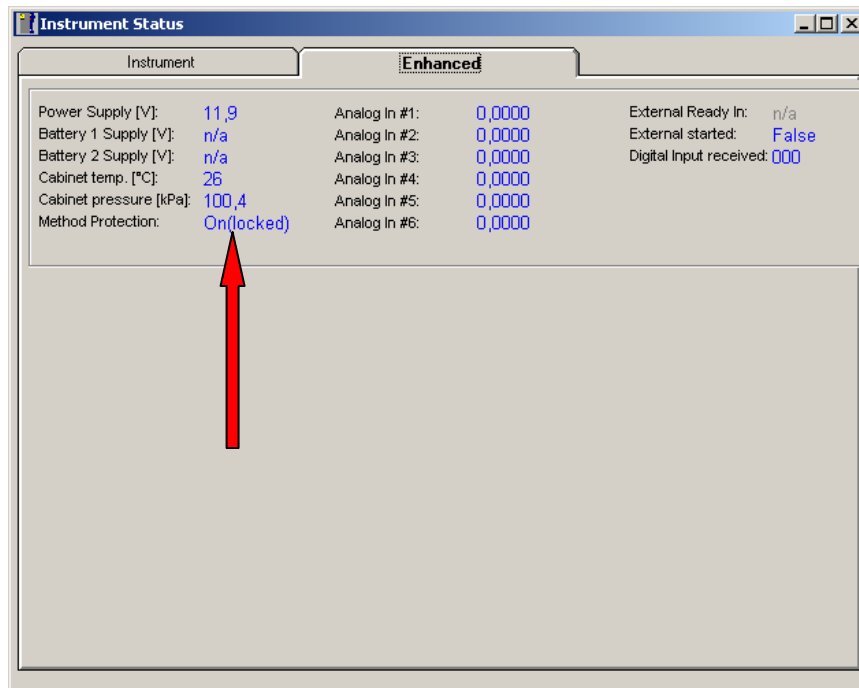 Instrument Status
Instrument
Enhanced
Power Supply [V]: 11,9 Analog In #1: 0,0000 External Ready In: n/a
Battery 1 Supply [V]: n/a Analog In #2: 0,0000 External started: False
Battery 2 Supply [V]: n/a Analog In #3: 0,0000 Digital Input received: 000
Cabinet temp. [°C]: 26 Analog In #4: 0,0000
Cabinet pressure [kPa]: 100,4 Analog In #5: 0,0000
Method Protection: On(locked) Analog In #6: 0,0000